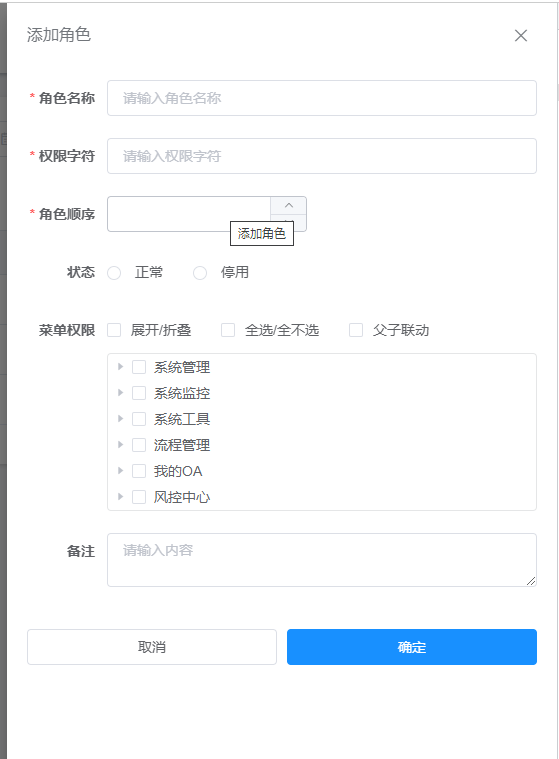 添加角色
* 角色名称 请输入角色名称
* 权限字符 请输入权限字符
* 角色顺序
添加角色
状态 正常 停用
菜单权限 展开/折叠 全选/全不选 父子联动
系统管理
系统监控
系统工具
流程管理
我的OA
风控中心
备注 请输入内容
取消 确定